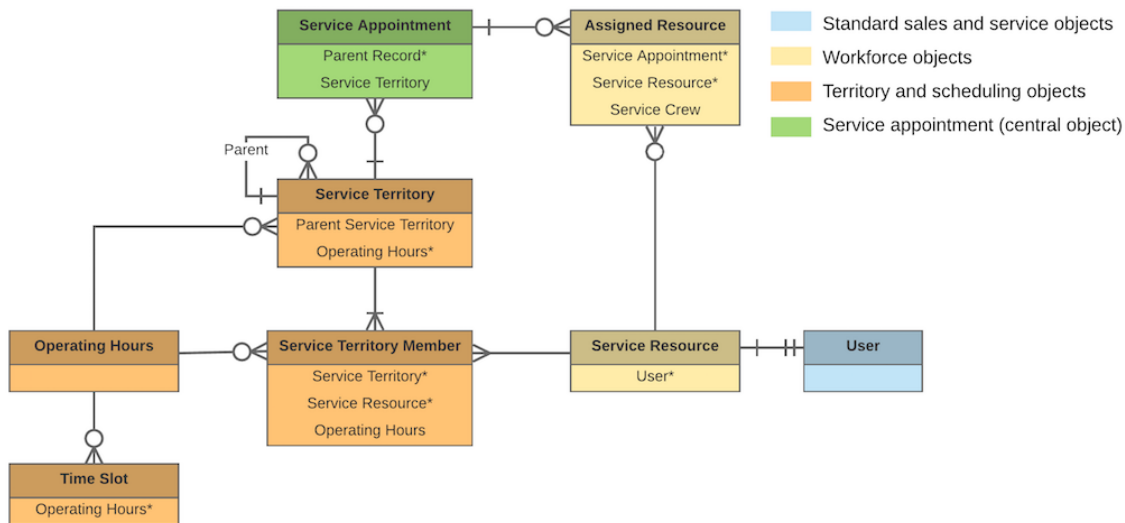 Service Appointment
Parent Record*
Service Territory
Assigned Resource
Service Appointment*
Service Resource*
Service Crew
Standard sales and service objects
Workforce objects
Territory and scheduling objects
Service appointment (central object)
Parent
Service Territory
Parent Service Territory
Operating Hours*
Operating Hours
Service Territory Member
Service Territory*
Service Resource*
Operating Hours
Service Resource
User*
User
Time Slot
Operating Hours*